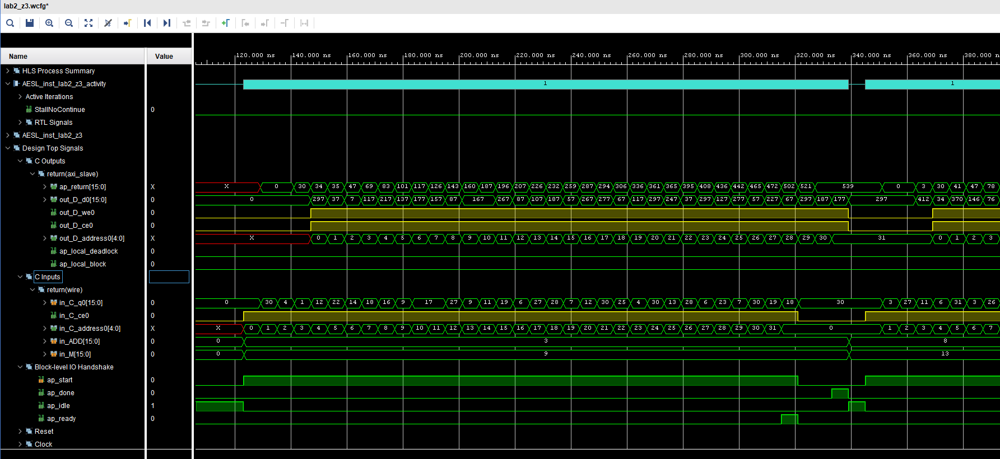 lab2_z3.wcfg*
Name Value
120.000 ns 140.000 ns 160.000 ns 180.000 ns 200.000 ns 220.000 ns 240.000 ns 260.000 ns 280.000 ns 300.000 ns 320.000 ns 340.000 ns 360.000 ns 380.000 n
HLS Process Summary
AESL_inst_lab2_z3_activity 1 1
Active Iterations
StallNoContinue 0
RTL Signals
AESL_inst_lab2_z3
Design Top Signals
C Outputs
return(axi_slave)
ap_return[15:0] X X 0 30 34 35 47 69 83 101 117 126 143 160 187 196 207 226 232 259 287 294 306 336 361 365 395 408 436 442 465 472 502 521 539 0 3 30 41 47 78
out_D_d0[15:0] 0 0 297 37 7 117 217 137 177 157 87 167 267 87 107 187 57 267 277 67 117 297 247 37 297 127 277 57 227 67 297 187 177 297 412 34 370 146 76
out_D_we0 0
out_D_ce0 0
out_D_address0[4:0] X X 0 1 2 3 4 5 6 7 8 9 10 11 12 13 14 15 16 17 18 19 20 21 22 23 24 25 26 27 28 29 30 31 0 1 2 3
ap_local_deadlock 0
ap_local_block 0
C Inputs
return(wire)
in_C_q0[15:0] 0 0 30 4 1 12 22 14 18 16 9 17 27 9 11 19 6 27 28 7 12 30 25 4 30 13 28 6 23 7 30 19 18 30 3 27 11 6 31 3 26
in_C_ce0 0
in_C_address0[4:0] X X 0 1 2 3 4 5 6 7 8 9 10 11 12 13 14 15 16 17 18 19 20 21 22 23 24 25 26 27 28 29 30 31 0 1 2 3 4 5 6 7
in_ADD[15:0] 0 0 3 8
in_M[15:0] 0 0 9 13
Block-level IO Handshake
ap_start 0
ap_done 0
ap_idle 1
ap_ready 0
Reset
Clock